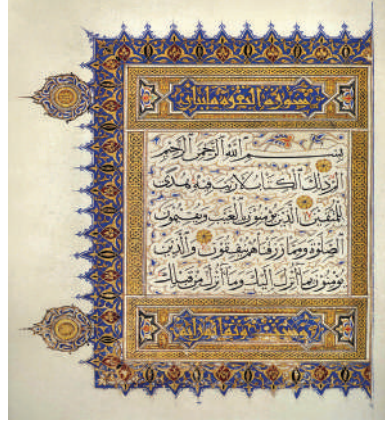 سورة البقرة مائتان
بسم الله الرحمن الرحيم
الم ذلك الكتاب لا ريب فيه هدى
للمتقين الذين يؤمنون بالغيب ويقيمون
الصلوة ومما رزقناهم ينفقون والذين
يؤمنون بما أنزل إليك وما أنزل من قبلك